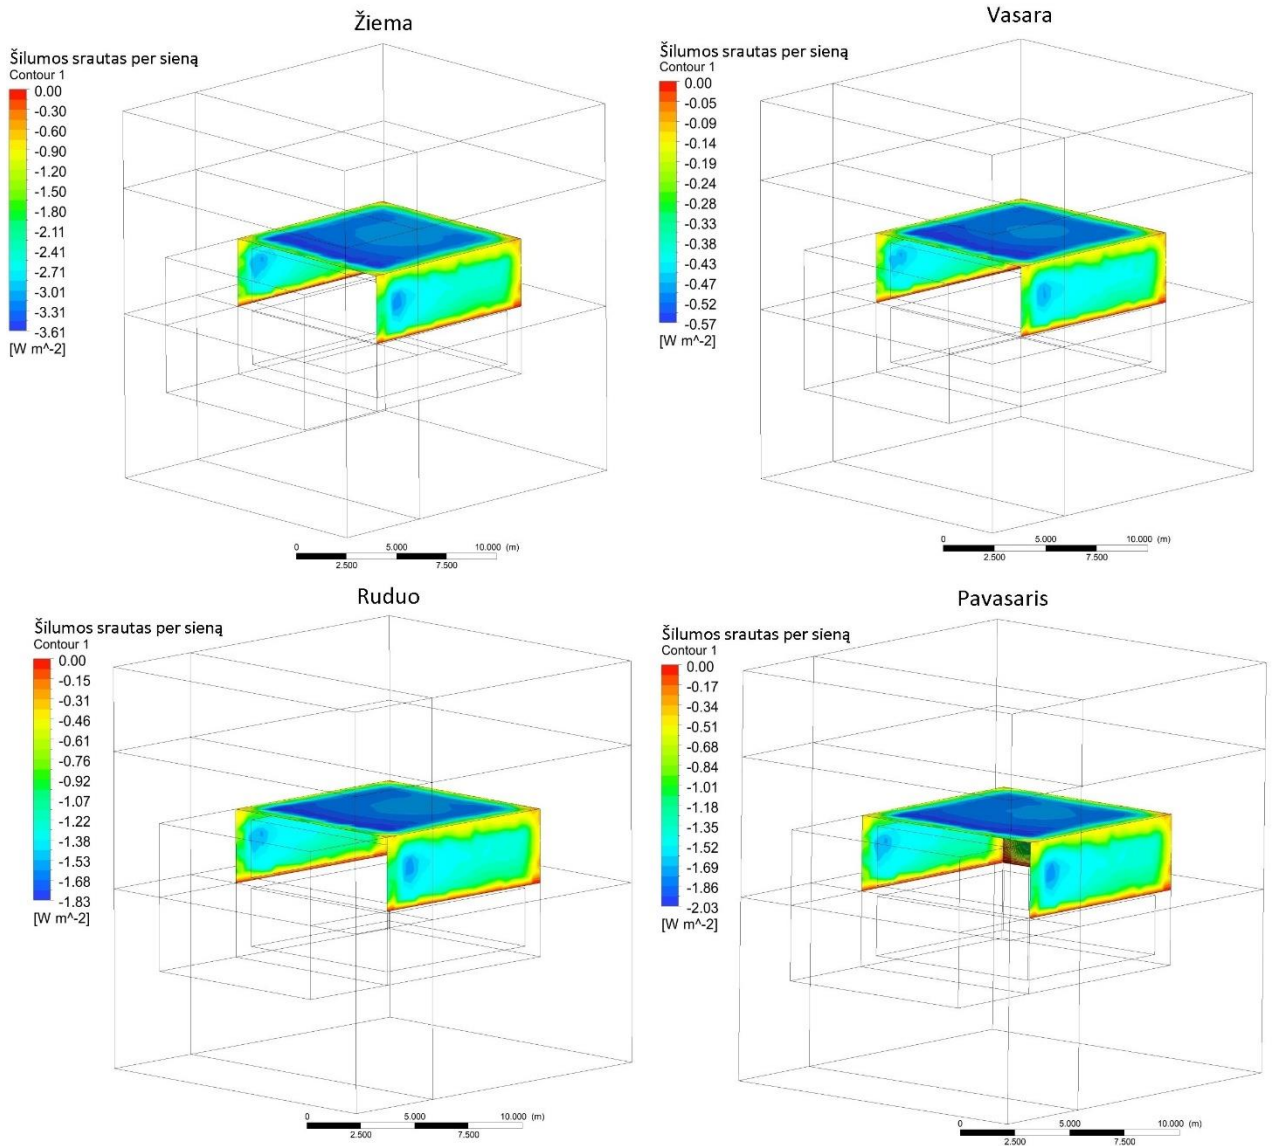 Žiema
Šilumos srautas per sieną
Contour 1
0.00
-0.30
-0.60
-0.90
-1.20
-1.50
-1.80
-2.11
-2.41
-2.71
-3.01
-3.31
-3.61
[W m^-2]
0 5.000 10.000 (m)
2.500 7.500
Vasara
Šilumos srautas per sieną
Contour 1
0.00
-0.05
-0.09
-0.14
-0.19
-0.24
-0.28
-0.33
-0.38
-0.43
-0.47
-0.52
-0.57
[W m^-2]
0 5.000 10.000 (m)
2.500 7.500
Ruduo
Šilumos srautas per sieną
Contour 1
0.00
-0.15
-0.31
-0.46
-0.61
-0.76
-0.92
-1.07
-1.22
-1.38
-1.53
-1.68
-1.83
[W m^-2]
0 5.000 10.000 (m)
2.500 7.500
Pavasaris
Šilumos srautas per sieną
Contour 1
0.00
-0.17
-0.34
-0.51
-0.68
-0.84
-1.01
-1.18
-1.35
-1.52
-1.69
-1.86
-2.03
[W m^-2]
0 5.000 10.000 (m)
2.500 7.500